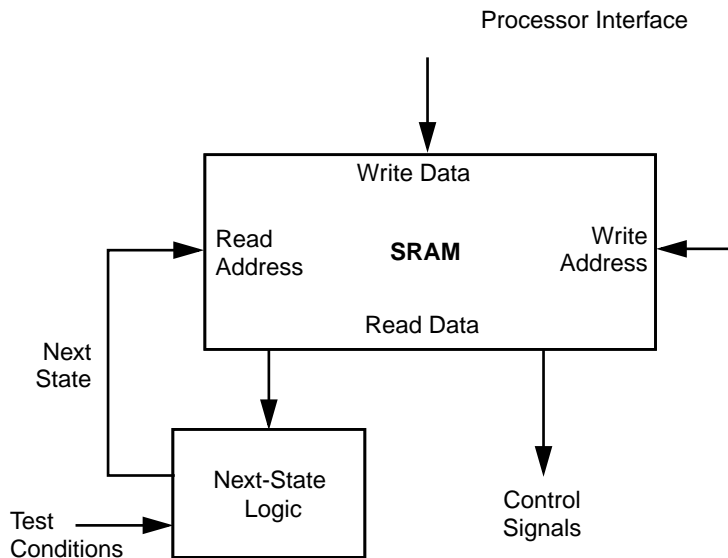 Processor Interface
Write Data
Read
Address
SRAM
Write
Address
Read Data
Next
State
Next-State
Logic
Test
Conditions
Control
Signals